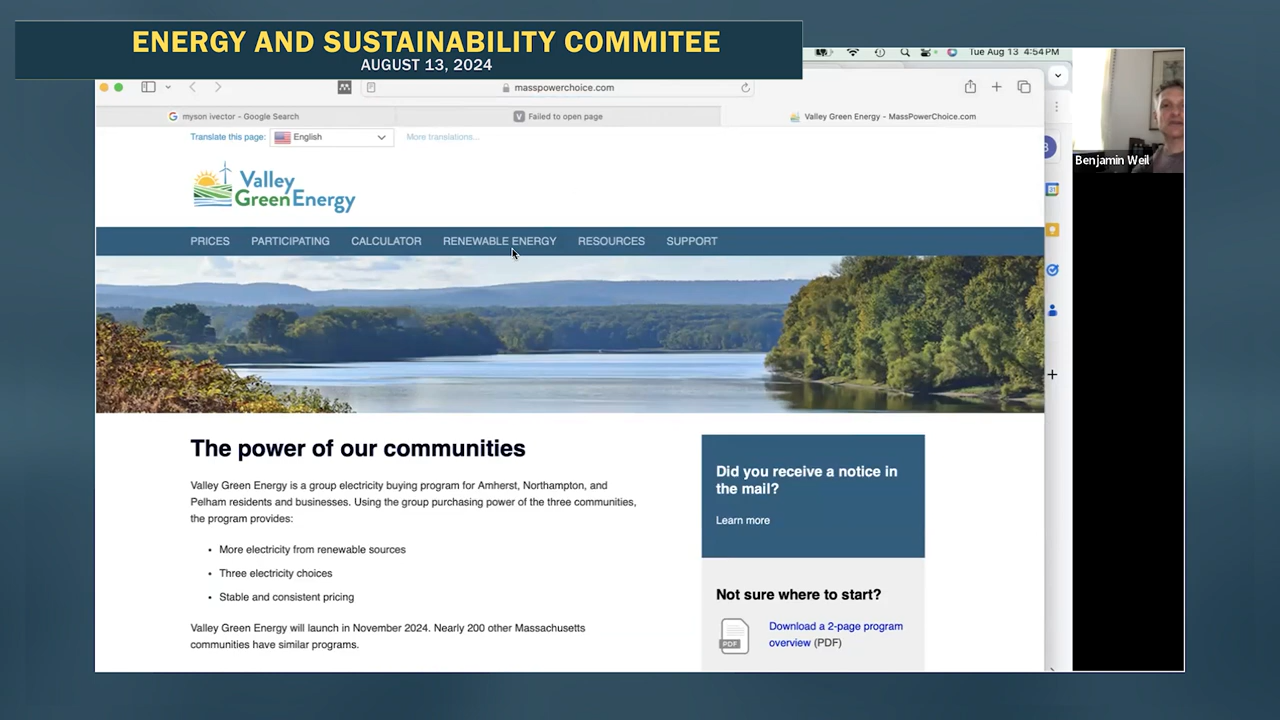 ENERGY AND SUSTAINABILITY COMMITEE
AUGUST 13, 2024
Tue Aug 13 4:54 PM
masspowerchoice.com
myson ivector - Google Search
Failed to open page
Valley Green Energy - MassPowerChoice.com
Translate this page:
English
More translations...
Valley
GreenEnergy
PRICES
PARTICIPATING
CALCULATOR
RENEWABLE ENERGY
RESOURCES
SUPPORT
The power of our communities
Valley Green Energy is a group electricity buying program for Amherst, Northampton, and
Pelham residents and businesses. Using the group purchasing power of the three communities,
the program provides:
• More electricity from renewable sources
• Three electricity choices
• Stable and consistent pricing
Valley Green Energy will launch in November 2024. Nearly 200 other Massachusetts
communities have similar programs.
Did you receive a notice in
the mail?
Learn more
Not sure where to start?
PDF
Download a 2-page program
overview (PDF)
Benjamin Weil